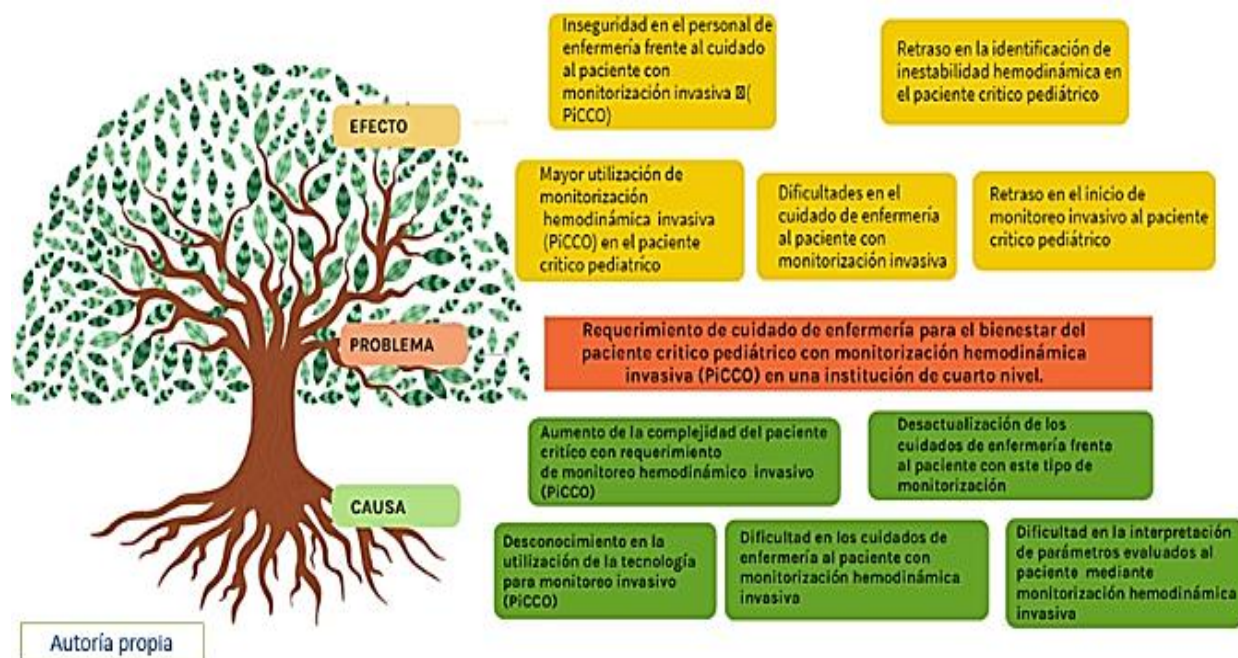 Inseguridad en el personal de
enfermería frente al cuidado
al paciente con
monitorización invasiva (
PiCCO)
Retraso en la identificación de
inestabilidad hemodinámica en
el paciente critico pediátrico
EFECTO
Mayor utilización de
monitorización
hemodinámica invasiva
(PiCCO) en el paciente
critico pediatrico
Dificultades en el
cuidado de enfermería
al paciente con
monitorización invasiva
Retraso en el inicio de
monitoreo invasivo al paciente
critico pediátrico
PROBLEMA
Requerimiento de cuidado de enfermería para el bienestar del
paciente critico pediátrico con monitorización hemodinámica
invasiva (PiCCO) en una institución de cuarto nivel.
Aumento de la complejidad del paciente
critíco con requerimiento
de monitoreo hemodinámico invasivo
(PiCCO)
Desactualización de los
cuidados de enfermería frente
al paciente con este tipo de
monitorización
CAUSA
Desconocimiento en la
utilización de la tecnología
para monitoreo invasivo
(PiCCO)
Dificultad en los cuidados de
enfermería al paciente con
monitorización hemodinámica
invasiva
Dificultad en la interpretación
de parámetros evaluados al
paciente mediante
monitorización hemodinámica
invasiva
Autoría propia